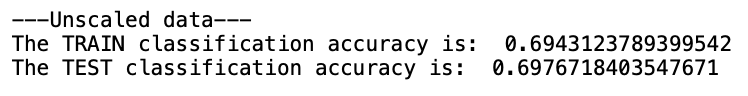 ---Unscaled data---
The TRAIN classification accuracy is:  0.6943123789399542
The TEST classification accuracy is:  0.6976718403547671